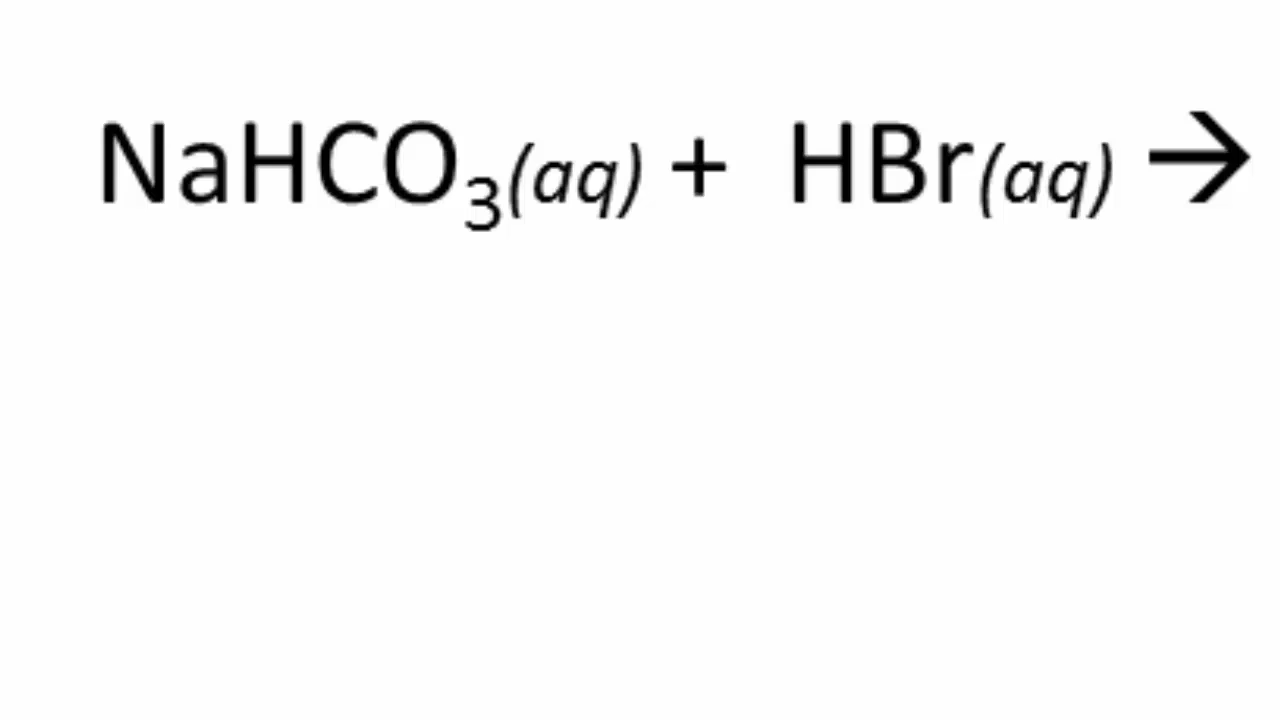 NaHCO₃(aq) + HBr(aq) →